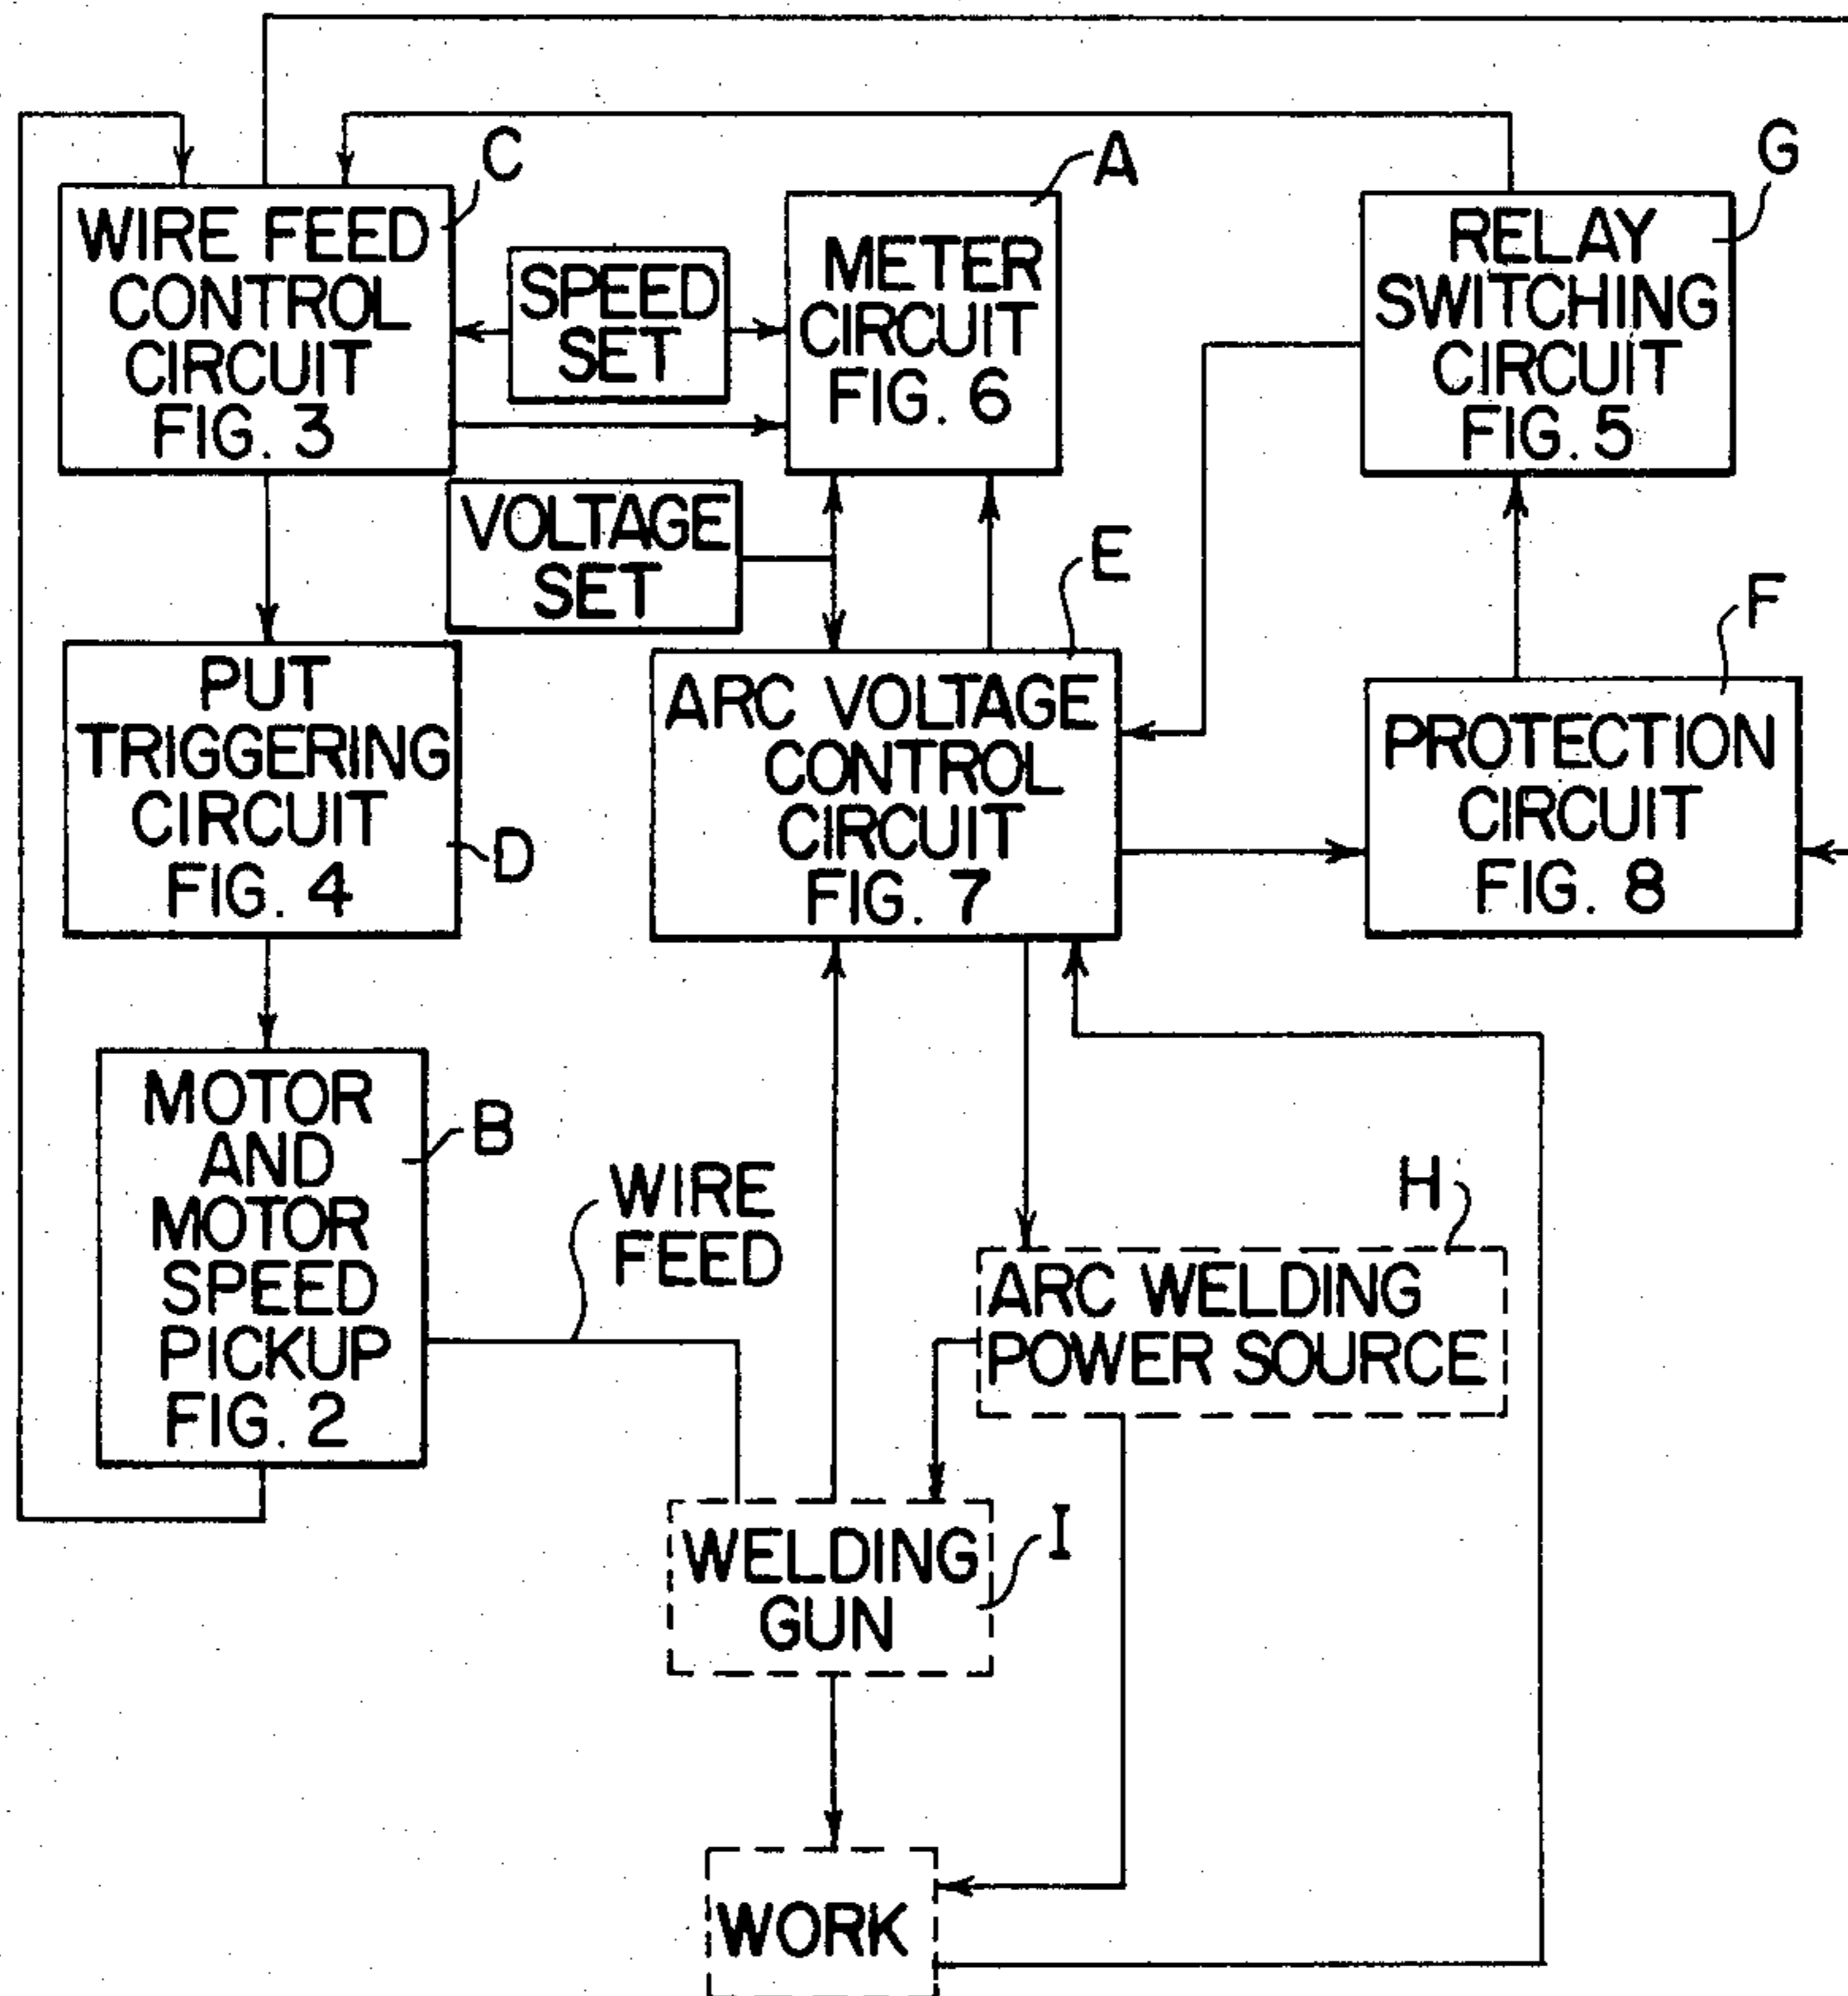 C
WIRE FEED
CONTROL
CIRCUIT
FIG. 3
SPEED
SET
A
METER
CIRCUIT
FIG. 6
G
RELAY
SWITCHING
CIRCUIT
FIG. 5
VOLTAGE
SET
E
F
PUT
TRIGGERING
CIRCUIT
FIG. 4
D
ARC VOLTAGE
CONTROL
CIRCUIT
FIG. 7
PROTECTION
CIRCUIT
FIG. 8
MOTOR
AND
MOTOR
SPEED
PICKUP
FIG. 2
B
WIRE
FEED
H
ARC WELDING
POWER SOURCE
WELDING
GUN
I
WORK